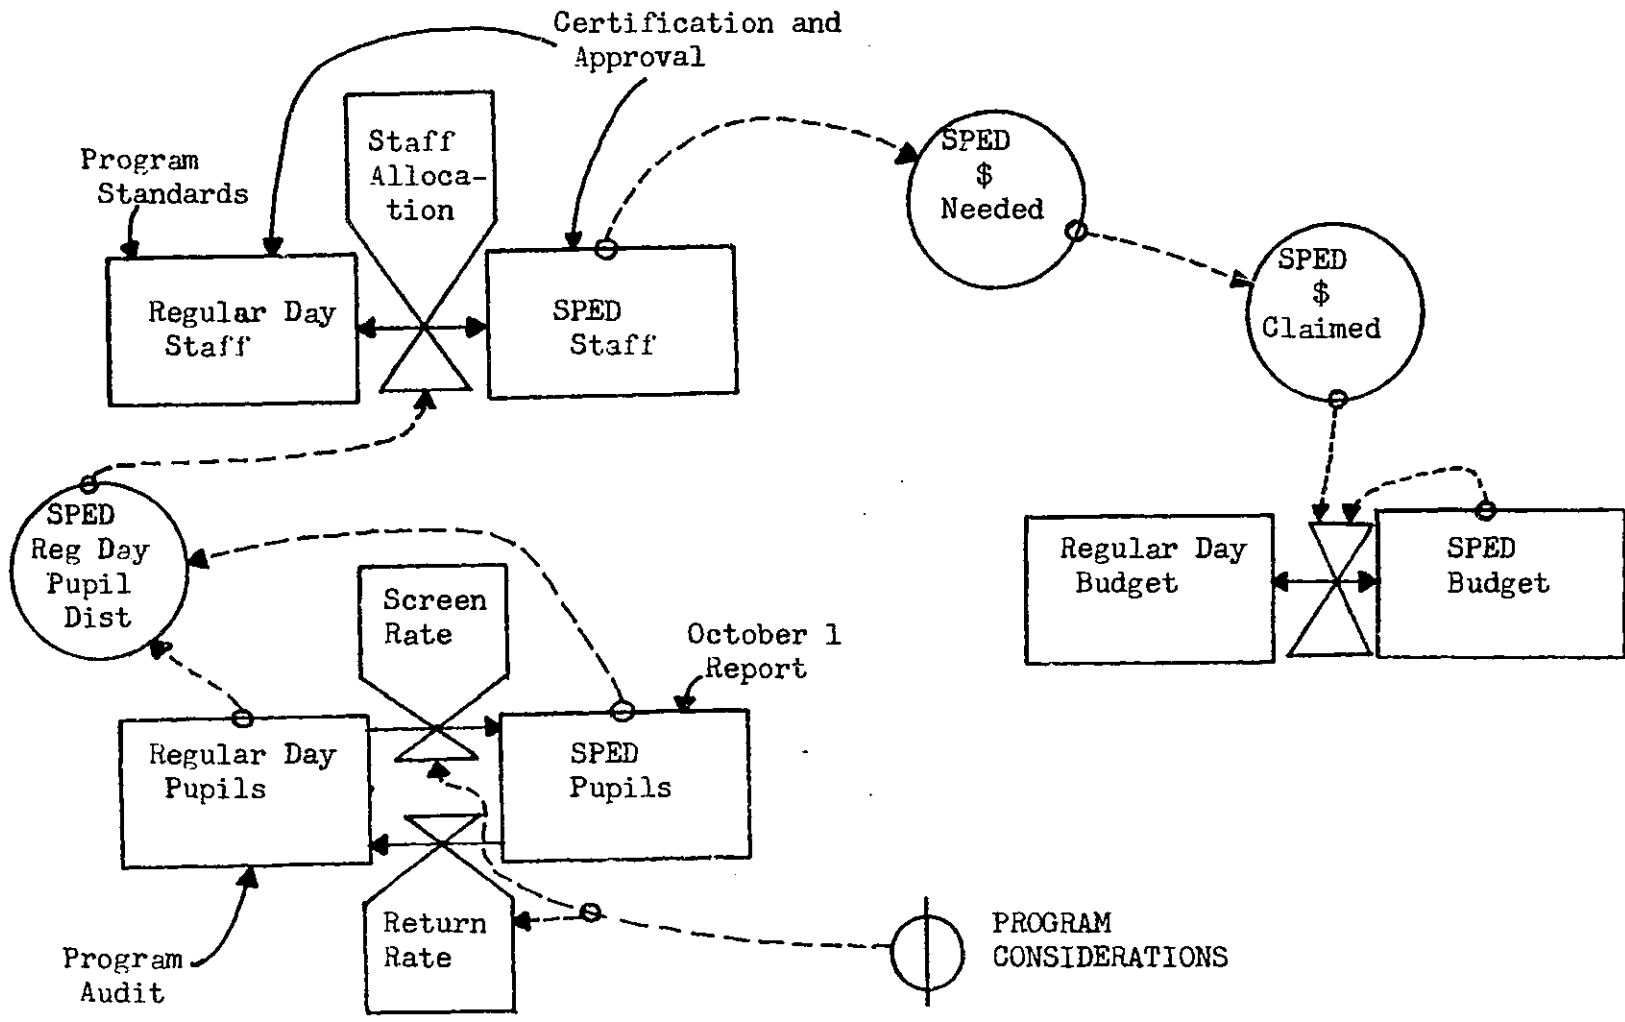 Certification and
Approval
Staff
Alloca-
tion
Program
Standards
SPED
$
Needed
Regular Day
Staff
SPED
Staff
SPED
$
Claimed
SPED
Reg Day
Pupil
Dist
Regular Day
Budget
SPED
Budget
Screen
Rate
October 1
Report
Regular Day
Pupils
SPED
Pupils
Return
Rate
Program
Audit
PROGRAM
CONSIDERATIONS